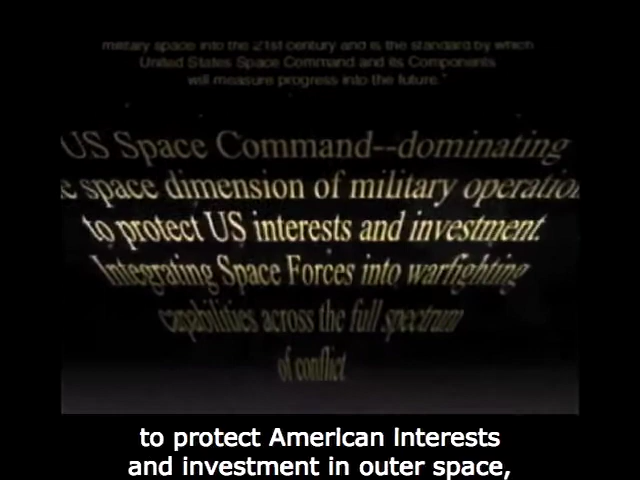 military space into the 21st century and is the standard by which
United States Space Command and its Components
will measure progress into the future."
US Space Command--dominating
e space dimension of military operation
to protect US interests and investment.
Integrating Space Forces into warfighting
capabilities across the full spectrum
of conflict
to protect American interests
and investment in outer space,